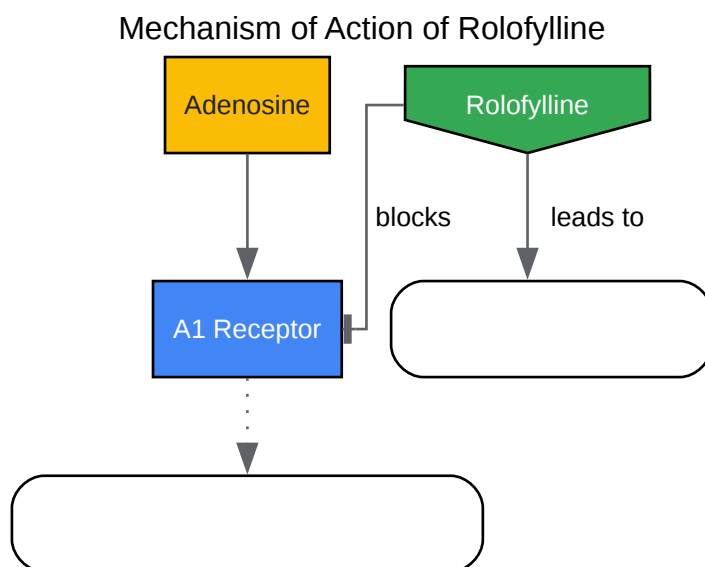 Mechanism of Action of Rolofylline
Adenosine
Rolofylline
blocks
leads to
A1 Receptor